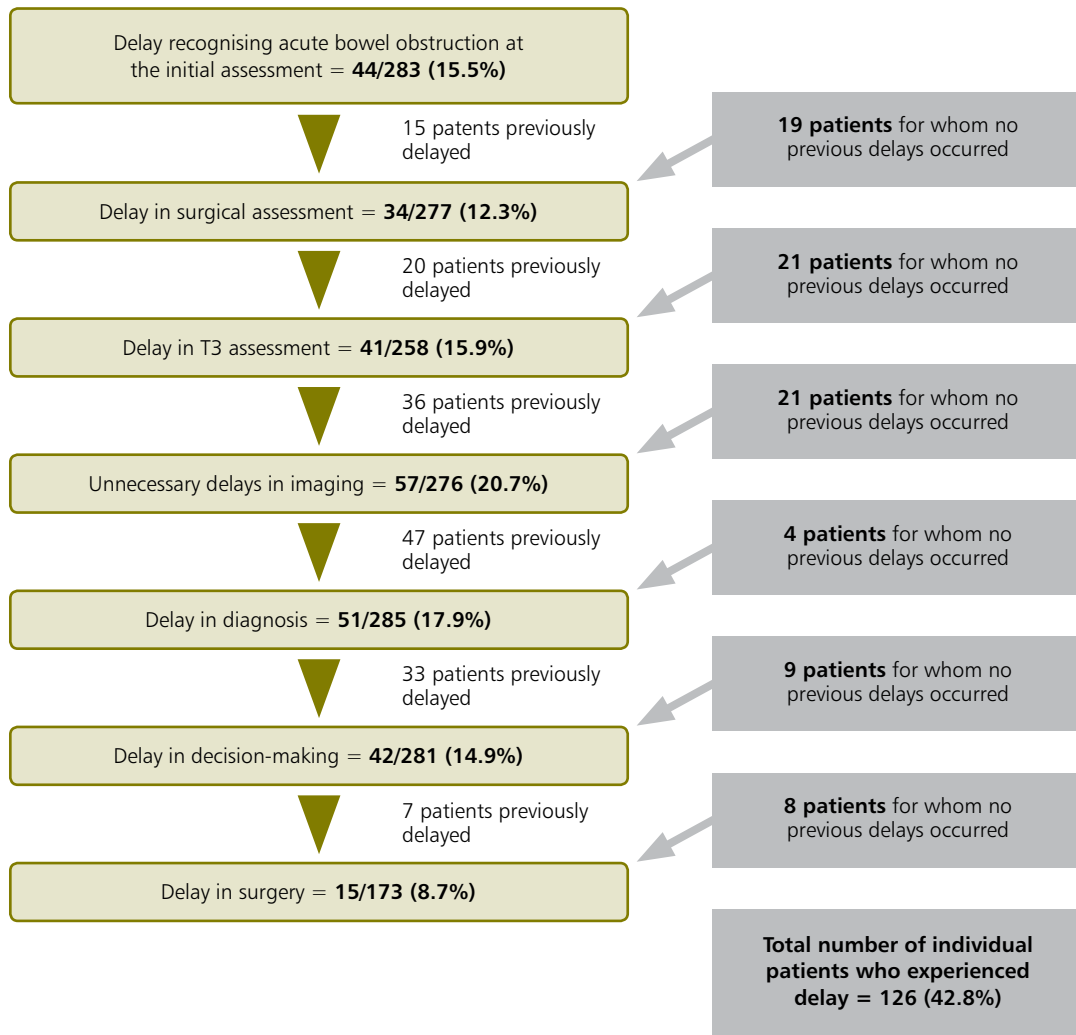 Delay recognising acute bowel obstruction at
the initial assessment = 44/283 (15.5%)
15 patents previously
delayed
19 patients for whom no
previous delays occurred
Delay in surgical assessment = 34/277 (12.3%)
20 patients previously
delayed
21 patients for whom no
previous delays occurred
Delay in T3 assessment = 41/258 (15.9%)
36 patients previously
delayed
21 patients for whom no
previous delays occurred
Unnecessary delays in imaging = 57/276 (20.7%)
47 patients previously
delayed
4 patients for whom no
previous delays occurred
Delay in diagnosis = 51/285 (17.9%)
33 patients previously
delayed
9 patients for whom no
previous delays occurred
Delay in decision-making = 42/281 (14.9%)
7 patients previously
delayed
8 patients for whom no
previous delays occurred
Delay in surgery = 15/173 (8.7%)
Total number of individual
patients who experienced
delay = 126 (42.8%)